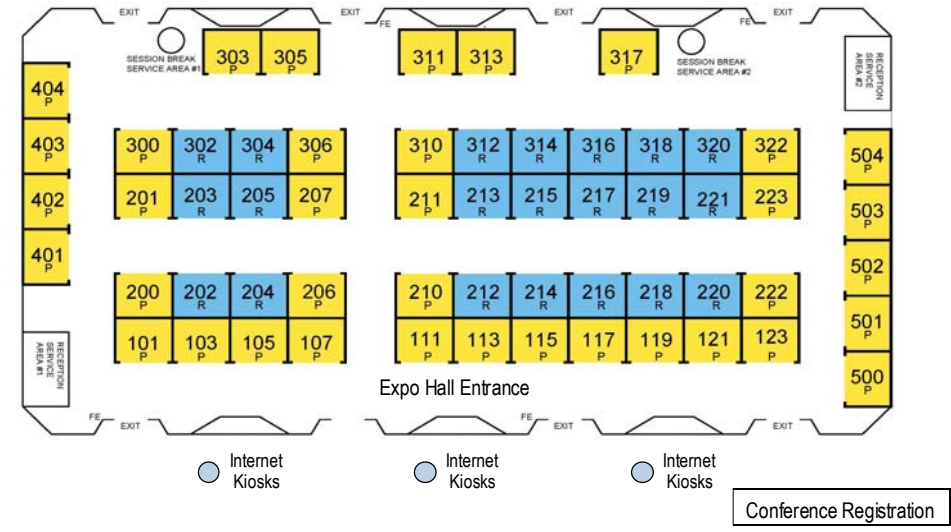 EXIT EXIT EXIT EXIT
FE FE
SESSION BREAK
SERVICE AREA #1
303 305 311 313 317
P P P P P
SESSION BREAK
SERVICE AREA #2
RECEPTION
SERVICE
AREA #2
404
P
403
P
402
P
401
P
300 302 304 306 310 312 314 316 318 320 322
P R R P P R R R R R P
201 203 205 207 211 213 215 217 219 221 223
P R R P P R R R R R P
504
P
503
P
502
P
501
P
500
P
200 202 204 206 210 212 214 216 218 220 222
P R R P P R R R R R P
101 103 105 107 111 113 115 117 119 121 123
P P P P P P P P P P P
RECEPTION
SERVICE
AREA #1
Expo Hall Entrance
FE FE
EXIT EXIT EXIT EXIT
Internet
Kiosks
Internet
Kiosks
Internet
Kiosks
Conference Registration